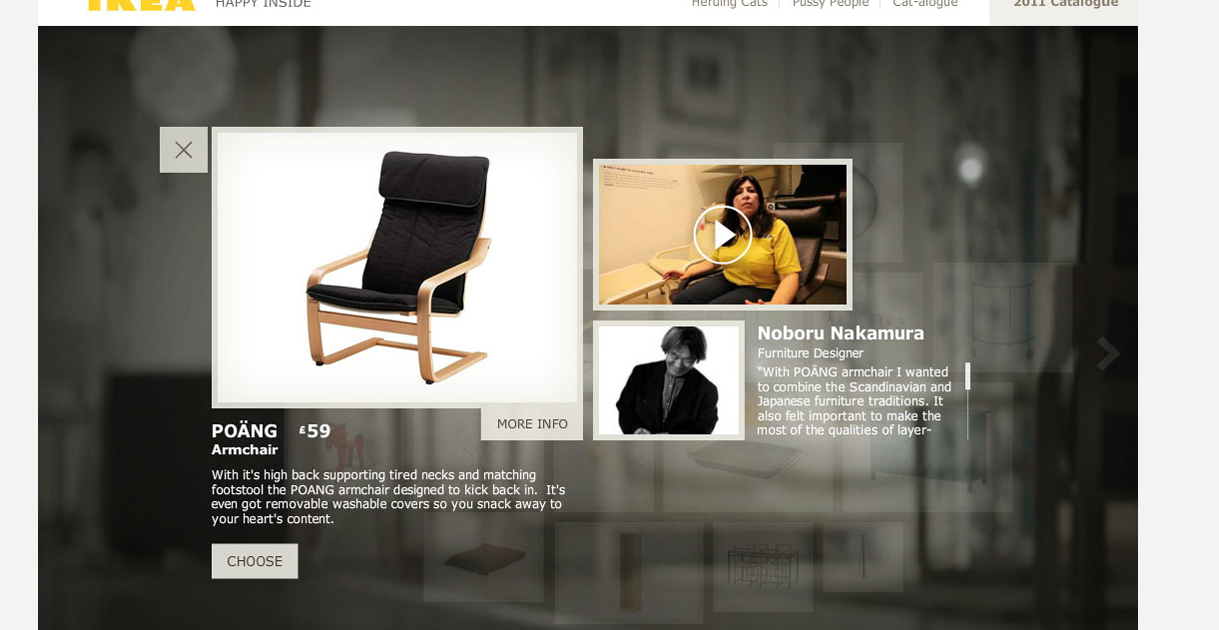 IKEA HAPPY INSIDE Herding Cats Pussy People Cat-alogue 2011 Catalogue
MORE INFO
POÄNG £59
Armchair
With it's high back supporting tired necks and matching
footstool the POANG armchair designed to kick back in. It's
even got removable washable covers so you snack away to
your heart's content.
CHOOSE
Noboru Nakamura
Furniture Designer
“With POÄNG armchair I wanted
to combine the Scandinavian and
Japanese furniture traditions. It
also felt important to make the
most of the qualities of layer-